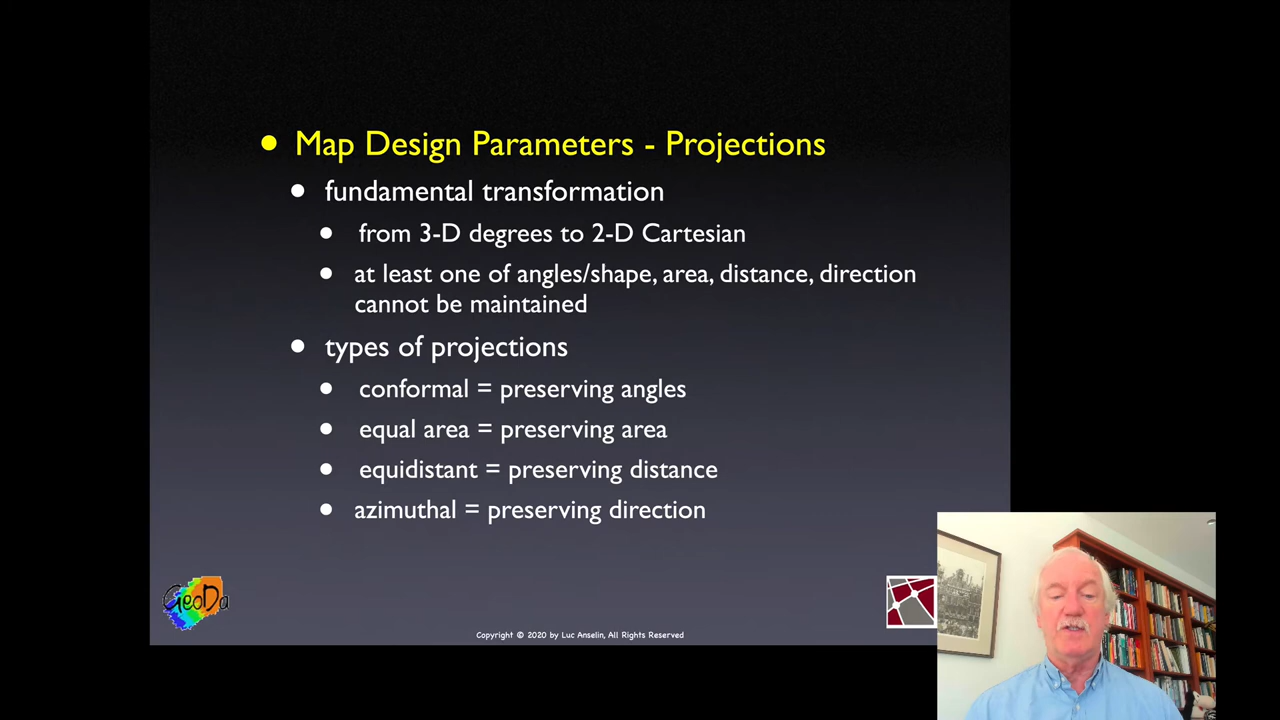 • Map Design Parameters - Projections
• fundamental transformation
• from 3-D degrees to 2-D Cartesian
• at least one of angles/shape, area, distance, direction
cannot be maintained
• types of projections
• conformal = preserving angles
• equal area = preserving area
• equidistant = preserving distance
• azimuthal = preserving direction
GeoDa
Copyright © 2020 by Luc Anselin, All Rights Reserved